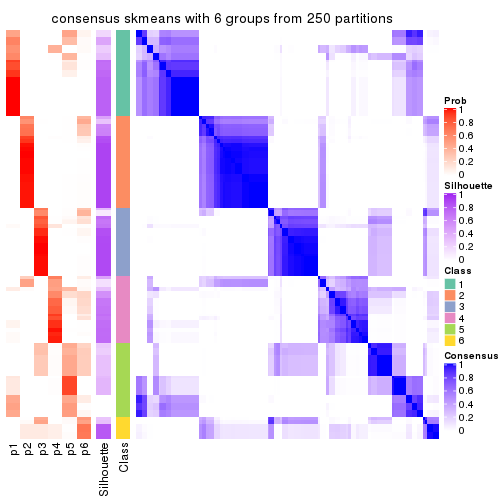 consensus skmeans with 6 groups from 250 partitions
Prob
1
0.8
0.6
0.4
0.2
0
Silhouette
1
0.8
0.6
0.4
0.2
0
Class
1
2
3
4
5
6
Consensus
1
0.8
0.6
0.4
0.2
0
p1
p2
p3
p4
p5
p6
Silhouette
Class